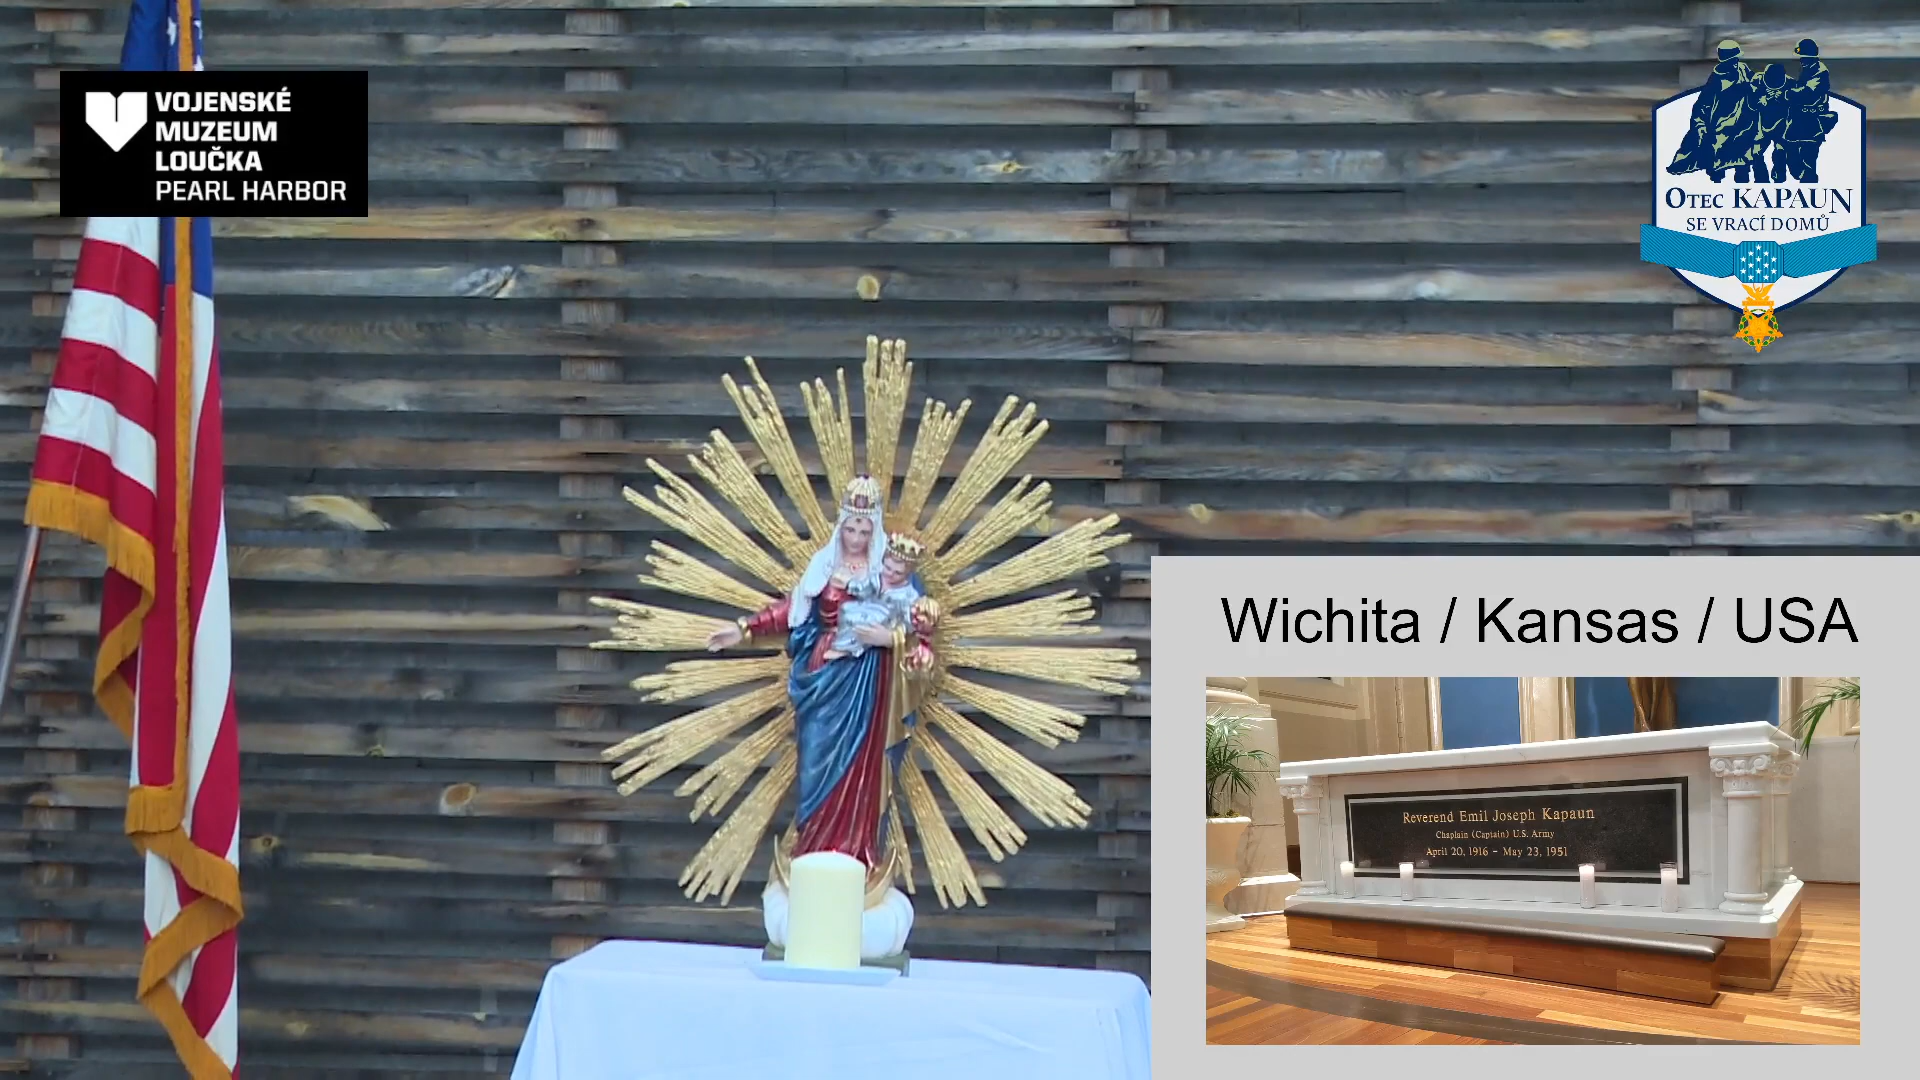 VOJENSKÉ
MUZEUM
LOUČKA
PEARL HARBOR
OTEC KAPAUN
SE VRACÍ DOMŮ
Wichita / Kansas / USA
Reverend Emil Joseph Kapaun
Chaplain (Captain) U.S. Army
April 20, 1916 - May 23, 1951